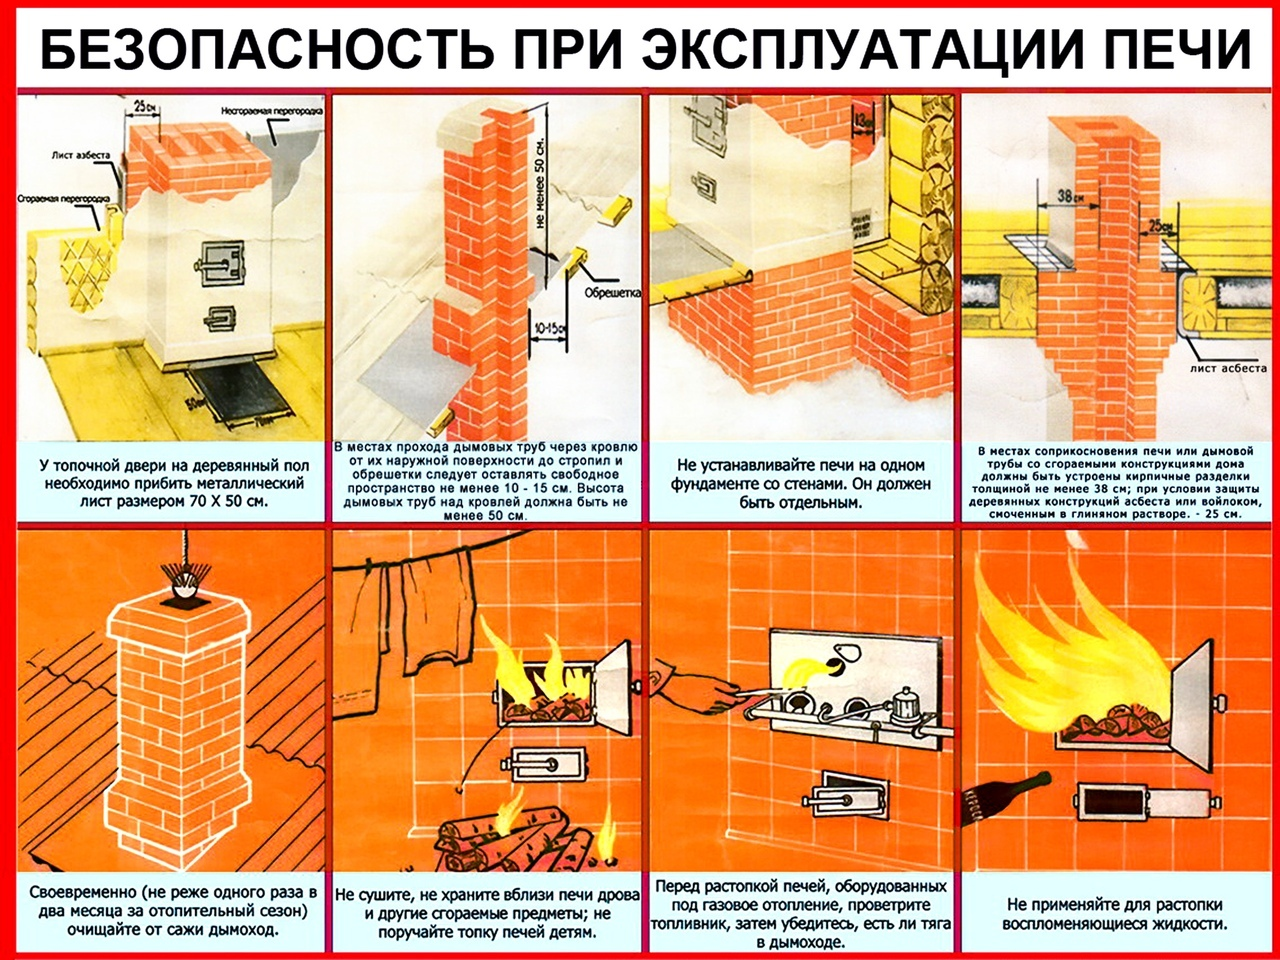 БЕЗОПАСНОСТЬ ПРИ ЭКСПЛУАТАЦИИ ПЕЧИ
25см
Несгораемая перегородка
Лист азбеста
Сгораемая перегородка
50см
70см
У топочной двери на деревянный пол
необходимо прибить металлический
лист размером 70 Х 50 см.
не менее 50 см.
Обрешетка
10-15см
В местах прохода дымовых труб через кровлю
от их наружной поверхности до стропил и
обрешетки следует оставлять свободное
пространство не менее 10 - 15 см. Высота
дымовых труб над кровлей должна быть не
менее 50 см.
13см
Не устанавливайте печи на одном
фундаменте со стенами. Он должен
быть отдельным.
38см
25см
лист асбеста
В местах соприкосновения печи или дымовой
трубы со сгораемыми конструкциями дома
должны быть устроены кирпичные разделки
толщиной не менее 38 см; при условии защиты
деревянных конструкций асбеста или войлоком,
смоченным в глиняном растворе. - 25 см.
Своевременно (не реже одного раза в
два месяца за отопительный сезон)
очищайте от сажи дымоход.
Не сушите, не храните вблизи печи дрова
и другие сгораемые предметы; не
поручайте топку печей детям.
Перед растопкой печей, оборудованных
под газовое отопление, проветрите
топливник, затем убедитесь, есть ли тяга
в дымоходе.
Не применяйте для растопки
воспломеняющиеся жидкости.